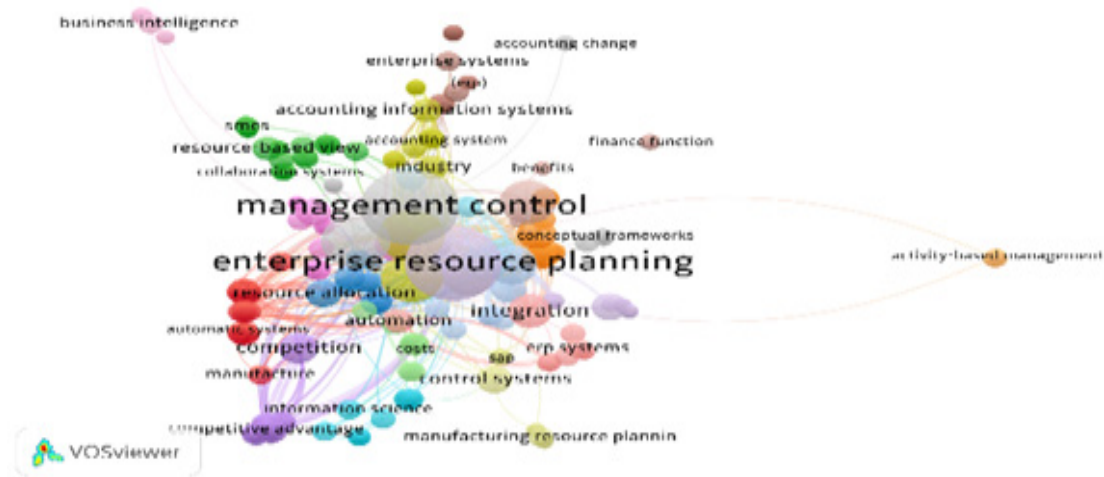 business intelligence
accounting change
enterprise systems
(erp)
accounting information systems
smes
accounting system
finance function
resource based view
industry
benefits
collaboration systems
management control
conceptual frameworks
activity-based management
enterprise resource planning
resource allocation
integration
automatic systems
automation
competition
costs
sap
erp systems
manufacture
control systems
information science
competitive advantage
manufacturing resource plannin
VOSviewer